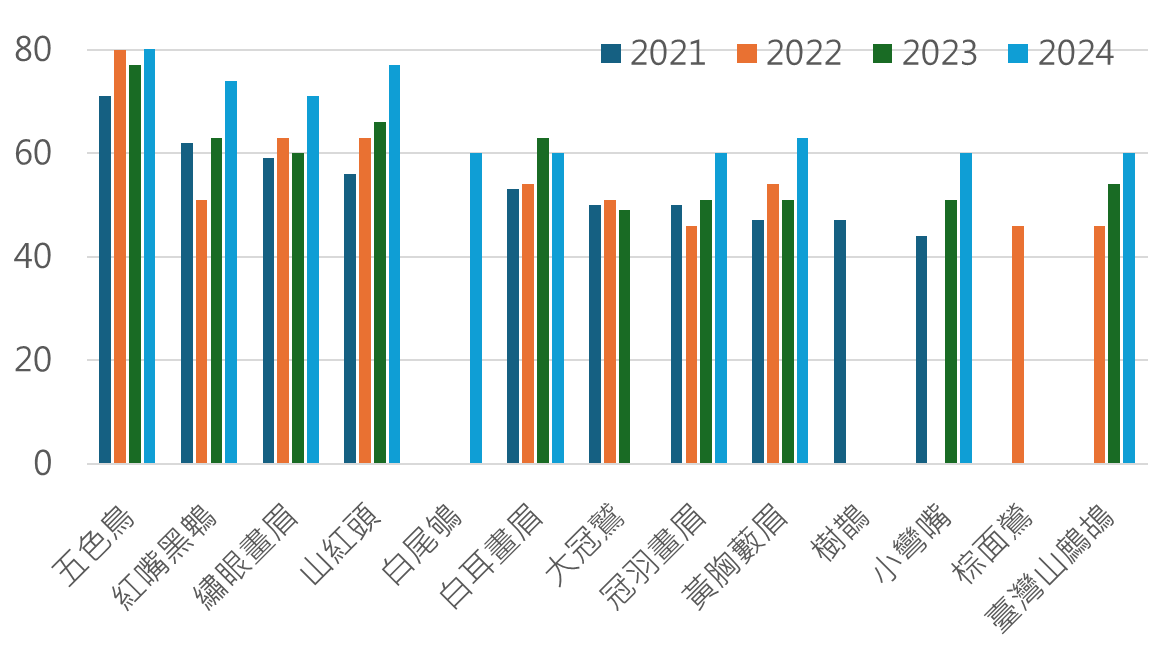 80
2021 2022 2023 2024
60
40
20
0
五色鳥
紅嘴黑鵯
繡眼畫眉
山紅頭
白尾鴝
白耳畫眉
大冠鷲
冠羽畫眉
黃胸藪眉
樹鵲
小彎嘴
棕面鶯
臺灣山鷓鴣